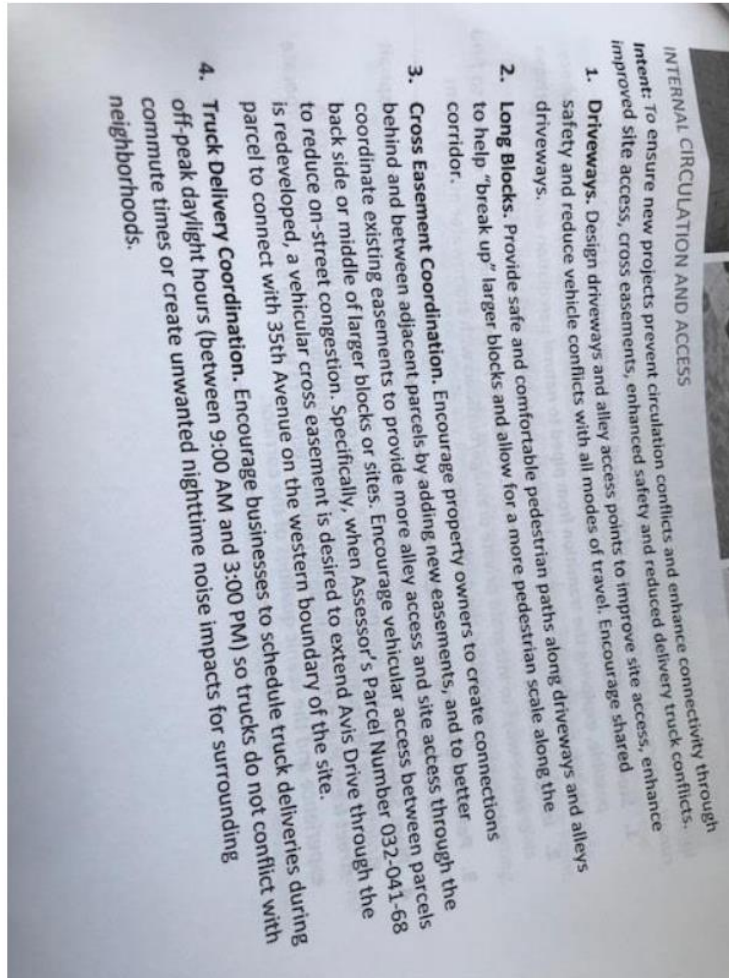 INTERNAL CIRCULATION AND ACCESS
Intent: To ensure new projects prevent circulation conflicts and enhance connectivity through
improved site access, cross easements, enhanced safety and reduced delivery truck conflicts.
1. Driveways. Design driveways and alley access points to improve site access, enhance
safety and reduce vehicle conflicts with all modes of travel. Encourage shared
driveways.
2. Long Blocks. Provide safe and comfortable pedestrian paths along driveways and alleys
to help "break up" larger blocks and allow for a more pedestrian scale along the
corridor.
3. Cross Easement Coordination. Encourage property owners to create connections
behind and between adjacent parcels by adding new easements, and to better
coordinate existing easements to provide more alley access and site access through the
back side or middle of larger blocks or sites. Encourage vehicular access between parcels
to reduce on-street congestion. Specifically, when Assessor's Parcel Number 032-041-68
is redeveloped, a vehicular cross easement is desired to extend Avis Drive through the
parcel to connect with 35th Avenue on the western boundary of the site.
4. Truck Delivery Coordination. Encourage businesses to schedule truck deliveries during
off-peak daylight hours (between 9:00 AM and 3:00 PM) so trucks do not conflict with
commute times or create unwanted nighttime noise impacts for surrounding
neighborhoods.